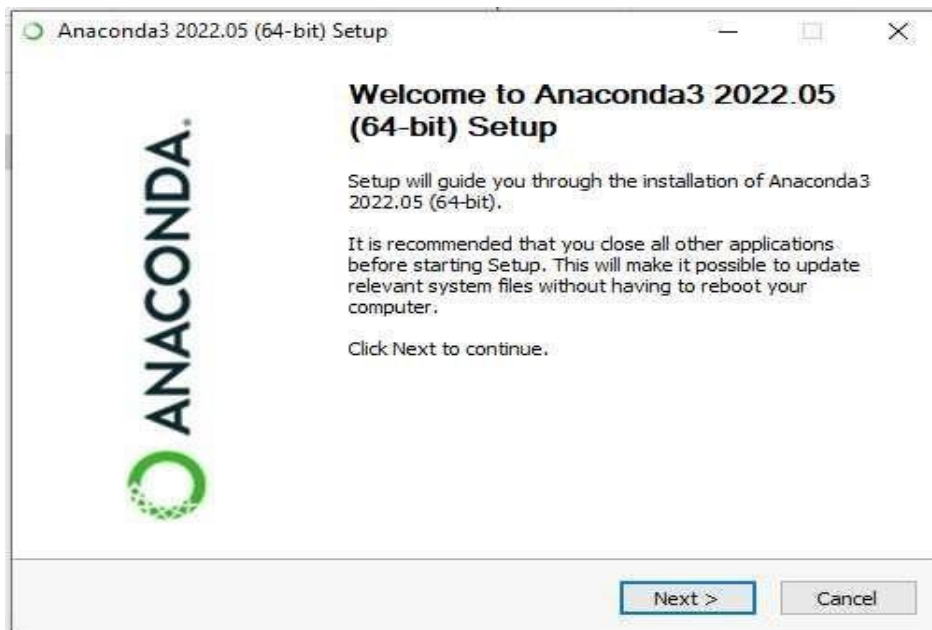 Anaconda3 2022.05 (64-bit) Setup
Welcome to Anaconda3 2022.05
(64-bit) Setup
Setup will guide you through the installation of Anaconda3
2022.05 (64-bit).
It is recommended that you close all other applications
before starting Setup. This will make it possible to update
relevant system files without having to reboot your
computer.
Click Next to continue.
ANACONDA.
Next >
Cancel